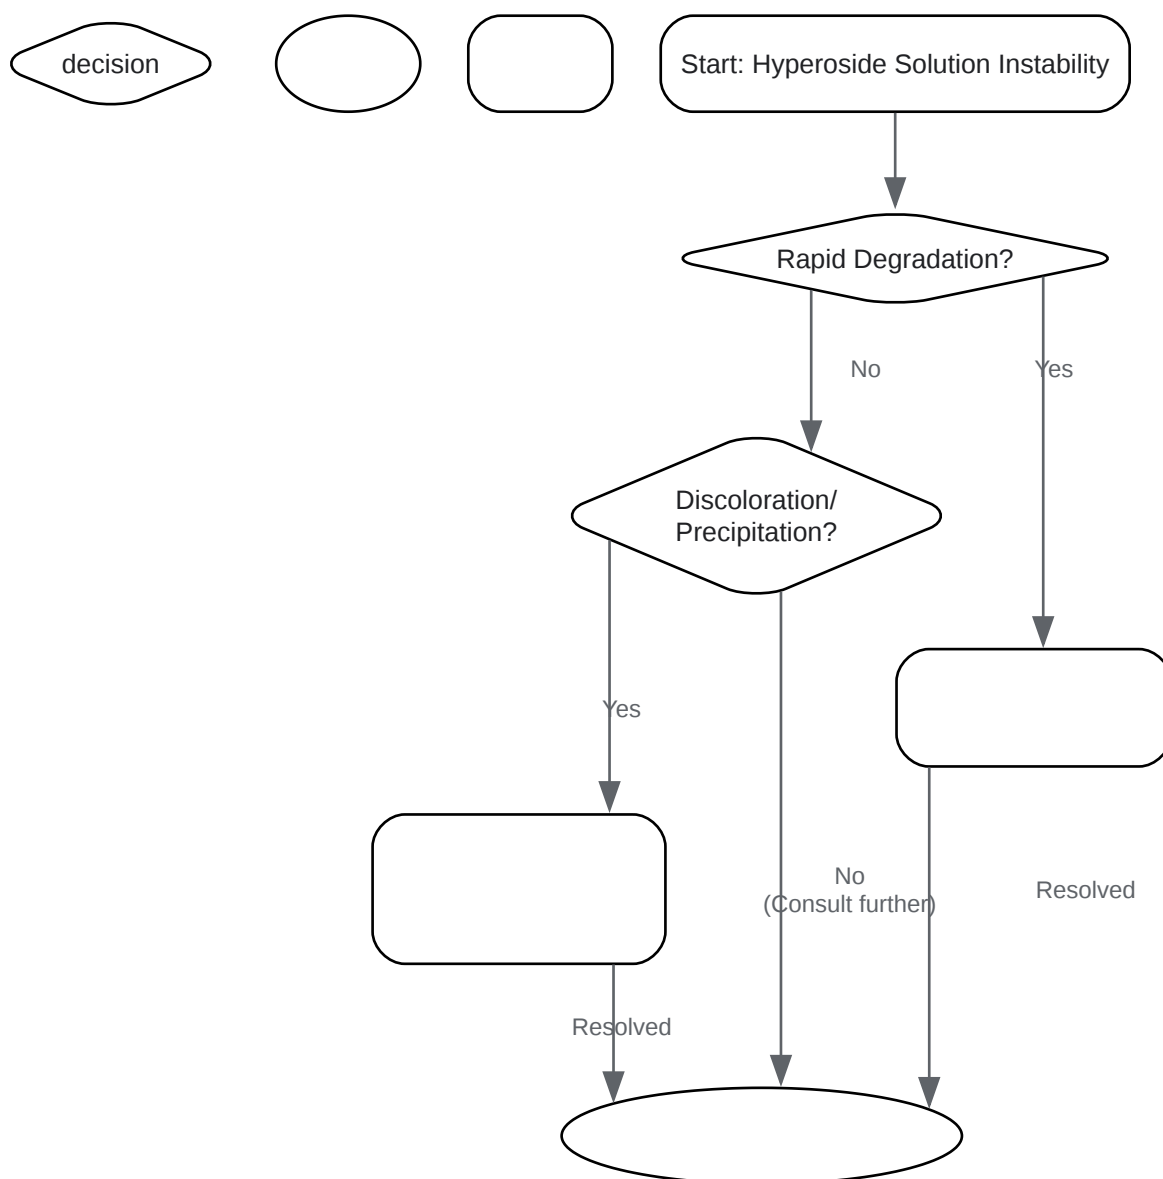 decision
Start: Hyperoside Solution Instability
Rapid Degradation?
No
Yes
Discoloration/
Precipitation?
Yes
No
(Consult further)
Resolved
Resolved